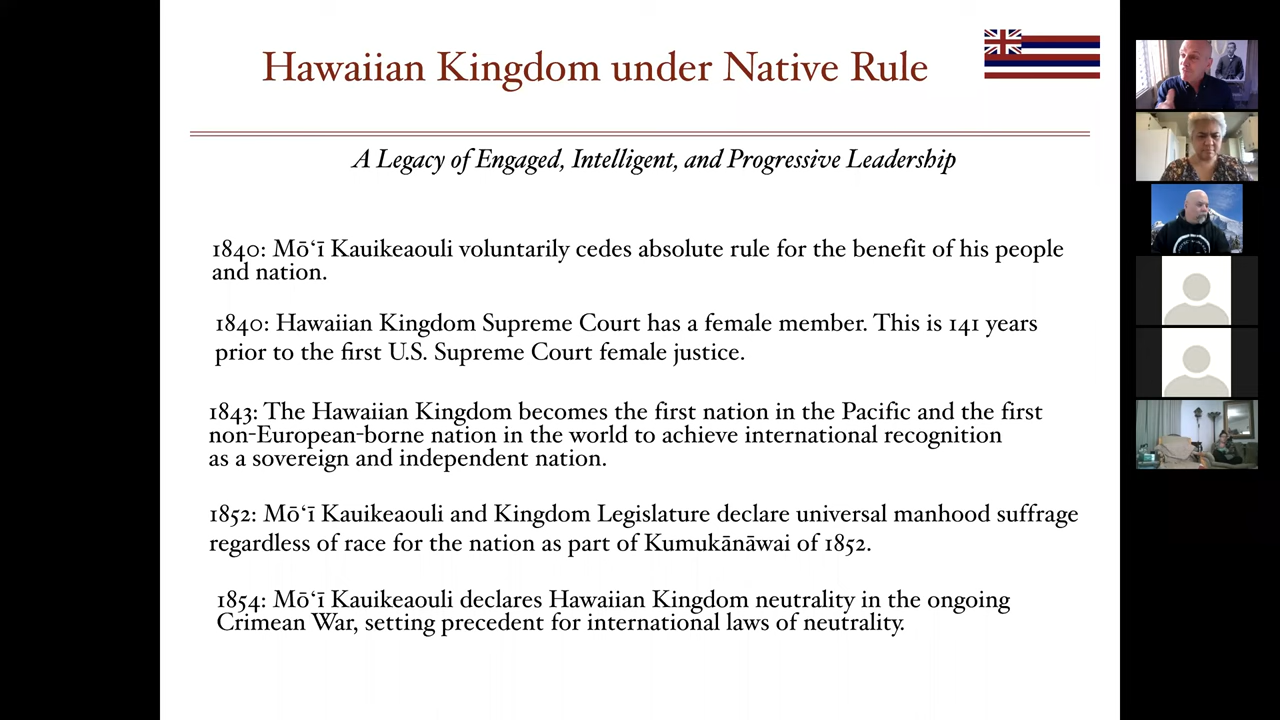 Hawaiian Kingdom under Native Rule
A Legacy of Engaged, Intelligent, and Progressive Leadership
1840: Mōʻī Kauikeaouli voluntarily cedes absolute rule for the benefit of his people
and nation.
1840: Hawaiian Kingdom Supreme Court has a female member. This is 141 years
prior to the first U.S. Supreme Court female justice.
1843: The Hawaiian Kingdom becomes the first nation in the Pacific and the first
non-European-borne nation in the world to achieve international recognition
as a sovereign and independent nation.
1852: Mōʻī Kauikeaouli and Kingdom Legislature declare universal manhood suffrage
regardless of race for the nation as part of Kumukānāwai of 1852.
1854: Mōʻī Kauikeaouli declares Hawaiian Kingdom neutrality in the ongoing
Crimean War, setting precedent for international laws of neutrality.